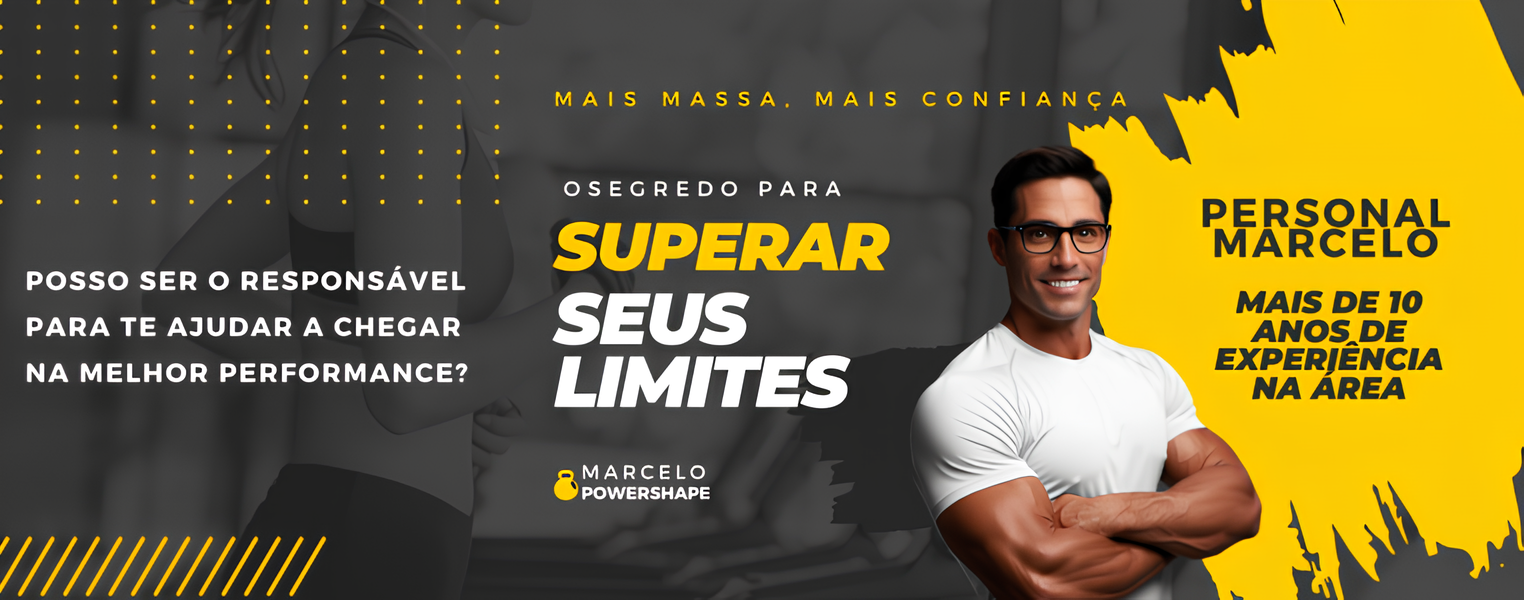 POSSO SER O RESPONSÁVEL
PARA TE AJUDAR A CHEGAR
NA MELHOR PERFORMANCE?
MAIS MASSA, MAIS CONFIANÇA
OSEGREDO PARA
SUPERAR
SEUS
LIMITES
MARCELO
POWERSHAPE
PERSONAL
MARCELO
MAIS DE 10
ANOS DE
EXPERIÊNCIA
NA ÁREA